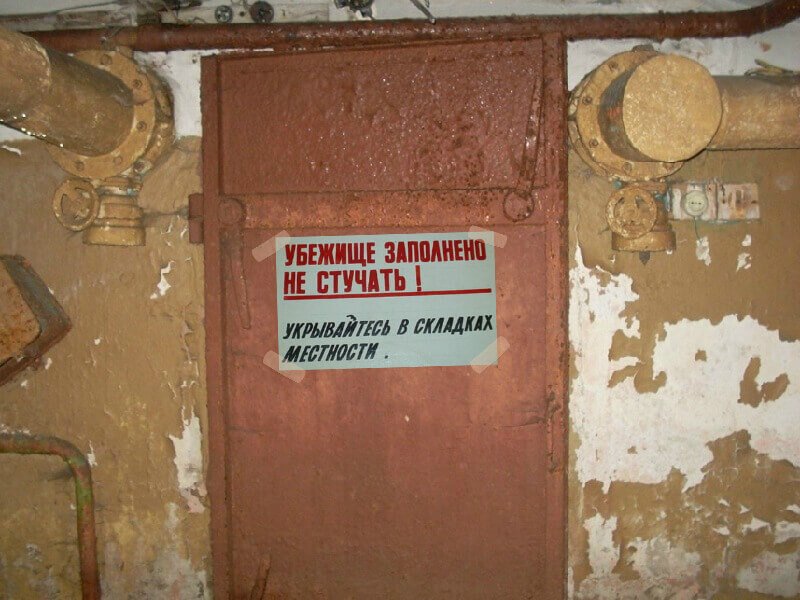 УБЕЖИЩЕ ЗАПОЛНЕНО
НЕ СТУЧАТЬ !
УКРЫВАЙТЕСЬ В СКЛАДКАХ
МЕСТНОСТИ .